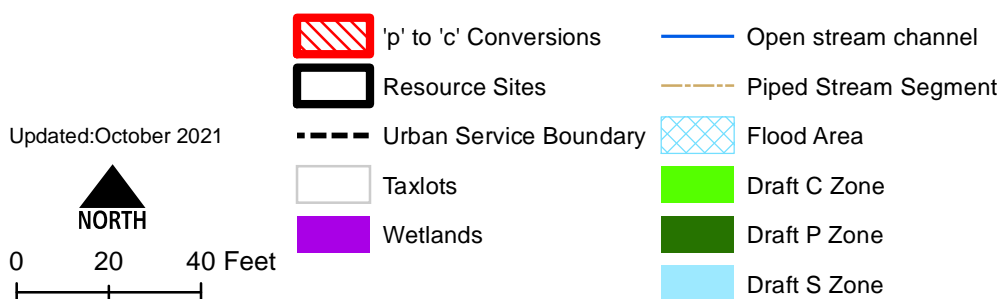 Updated:October 2021
NORTH
0 20 40 Feet
'p' to 'c' Conversions
Resource Sites
Urban Service Boundary
Taxlots
Wetlands
Open stream channel
Piped Stream Segment
Flood Area
Draft C Zone
Draft P Zone
Draft S Zone